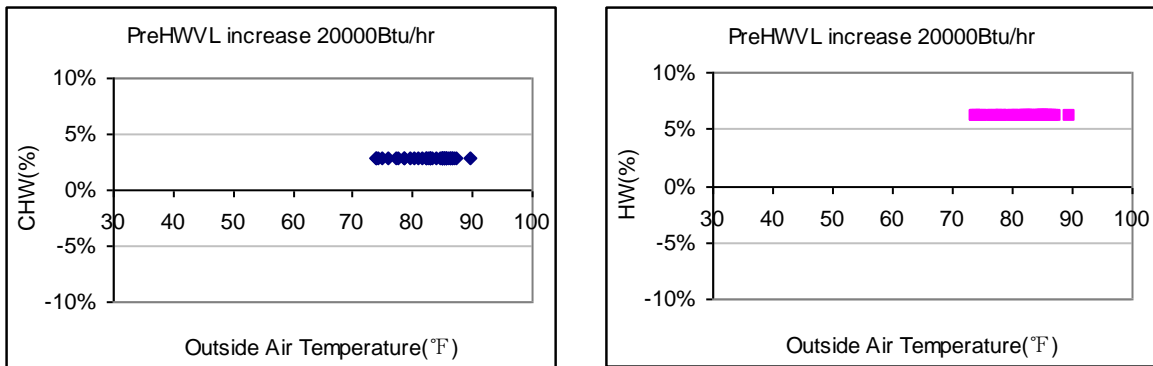 PreHWVL increase 20000Btu/hr
10%
5%
0%
-5%
-10%
30 40 50 60 70 80 90 100
CHW(%)
Outside Air Temperature(℉)
PreHWVL increase 20000Btu/hr
10%
5%
0%
-5%
-10%
30 40 50 60 70 80 90 100
HW(%)
Outside Air Temperature(℉)